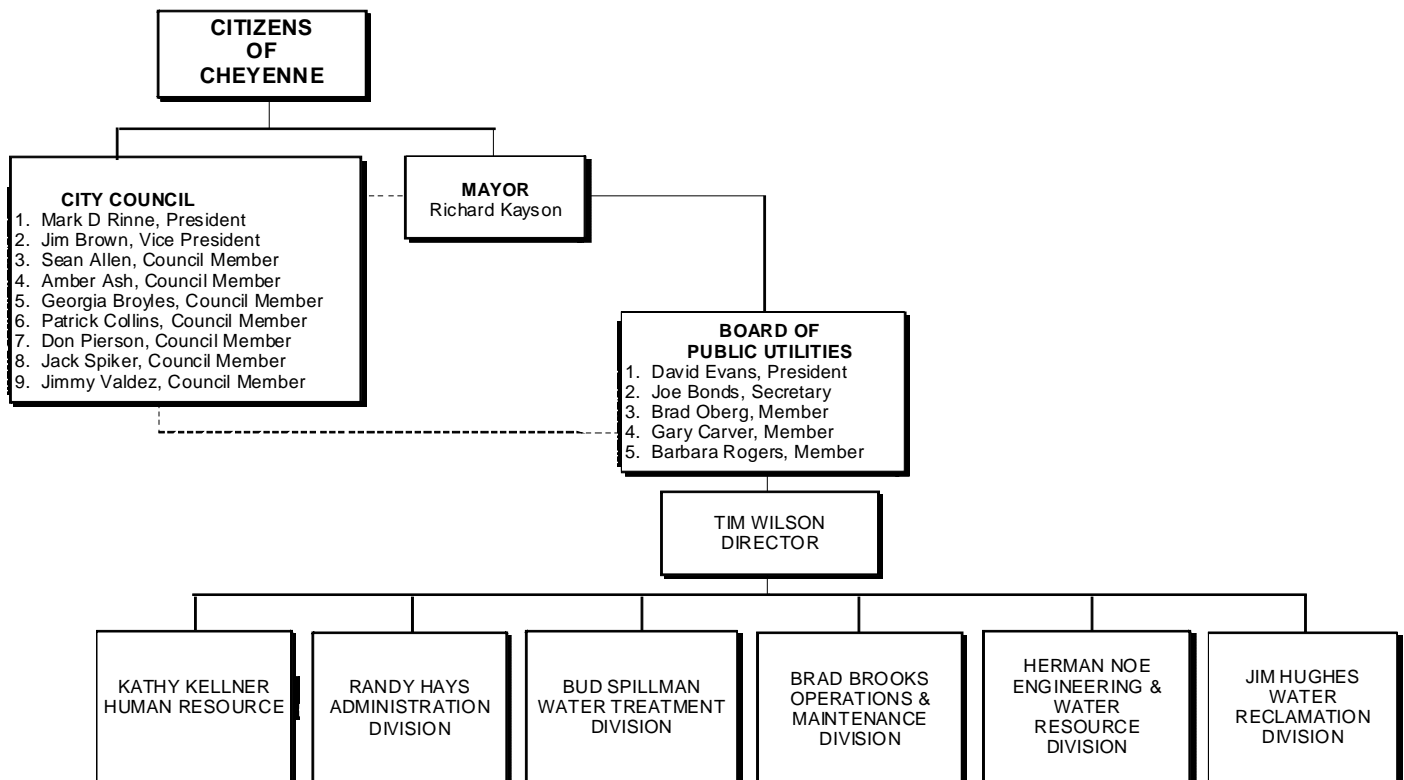 CITIZENS
OF
CHEYENNE
CITY COUNCIL
1. Mark D Rinne, President
2. Jim Brown, Vice President
3. Sean Allen, Council Member
4. Amber Ash, Council Member
5. Georgia Broyles, Council Member
6. Patrick Collins, Council Member
7. Don Pierson, Council Member
8. Jack Spiker, Council Member
9. Jimmy Valdez, Council Member
MAYOR
Richard Kayson
BOARD OF
PUBLIC UTILITIES
1. David Evans, President
2. Joe Bonds, Secretary
3. Brad Oberg, Member
4. Gary Carver, Member
5. Barbara Rogers, Member
TIM WILSON
DIRECTOR
KATHY KELLNER
HUMAN RESOURCE
RANDY HAYS
ADMINISTRATION
DIVISION
BUD SPILLMAN
WATER TREATMENT
DIVISION
BRAD BROOKS
OPERATIONS &
MAINTENANCE
DIVISION
HERMAN NOE
ENGINEERING &
WATER
RESOURCE
DIVISION
JIM HUGHES
WATER
RECLAMATION
DIVISION